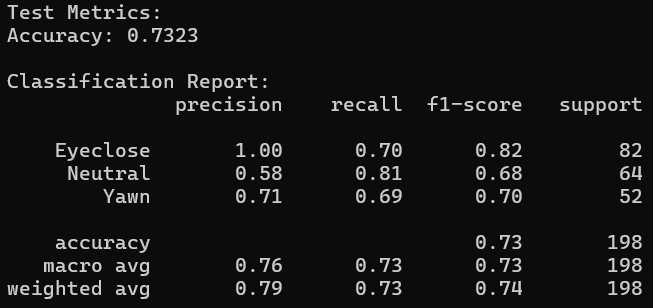 Test Metrics:
Accuracy: 0.7323
Classification Report:
precision recall f1-score support
Eyeclose 1.00 0.70 0.82 82
Neutral 0.58 0.81 0.68 64
Yawn 0.71 0.69 0.70 52
accuracy 0.73 198
macro avg 0.76 0.73 0.73 198
weighted avg 0.79 0.73 0.74 198